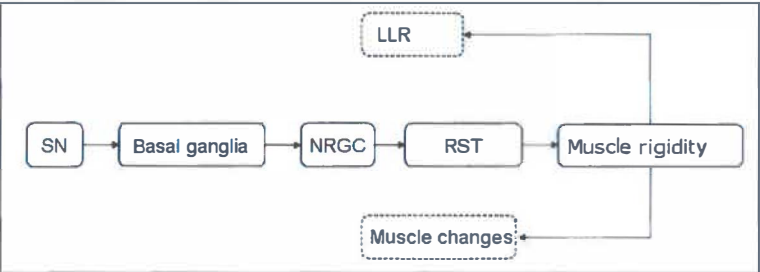 LLR
SN
Basal ganglia
NRGC
RST
Muscle rigidity
Muscle changes